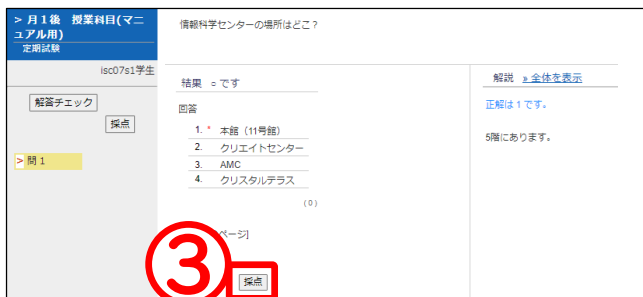 > 月1後 授業科目(マニ
ュアル用)
定期試験
isc07s1学生
解答チェック
採点
> 問 1
情報科学センターの場所はどこ？
結果 ○ です
回答
1. * 本館（11号館）
2. クリエイトセンター
3. AMC
4. クリスタルテラス
( 0 )
ページ]
③
採点
解説 » 全体を表示
正解は 1 です。
5階にあります。